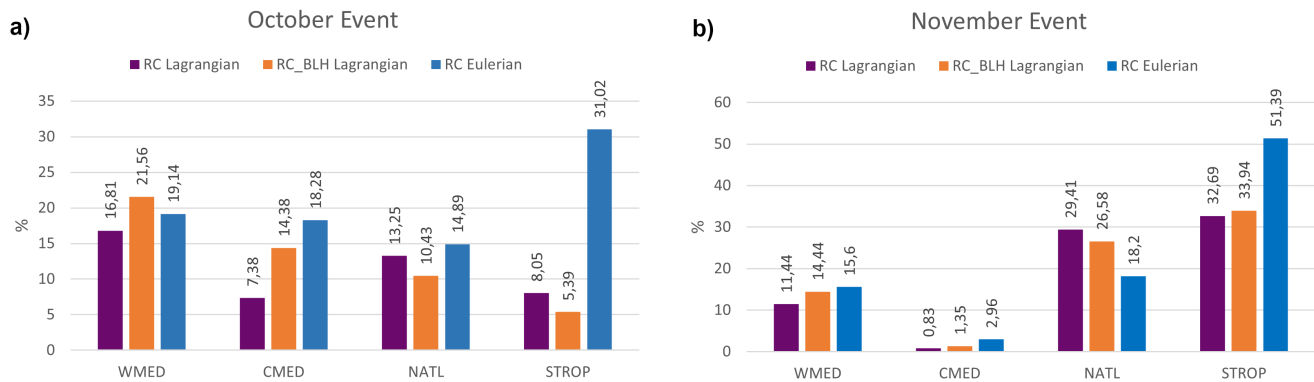 a)
October Event
RC Lagrangian RC_BLH Lagrangian RC Eulerian
35
30
25
20
15
10
5
0
%
16,81 21,56 19,14
7,38 14,38 18,28
13,25 10,43 14,89
8,05 5,39 31,02
WMED CMED NATL STROP
b)
November Event
RC Lagrangian RC_BLH Lagrangian RC Eulerian
60
50
40
30
20
10
0
%
11,44 14,44 15,6
0,83 1,35 2,96
29,41 26,58 18,2
32,69 33,94 51,39
WMED CMED NATL STROP